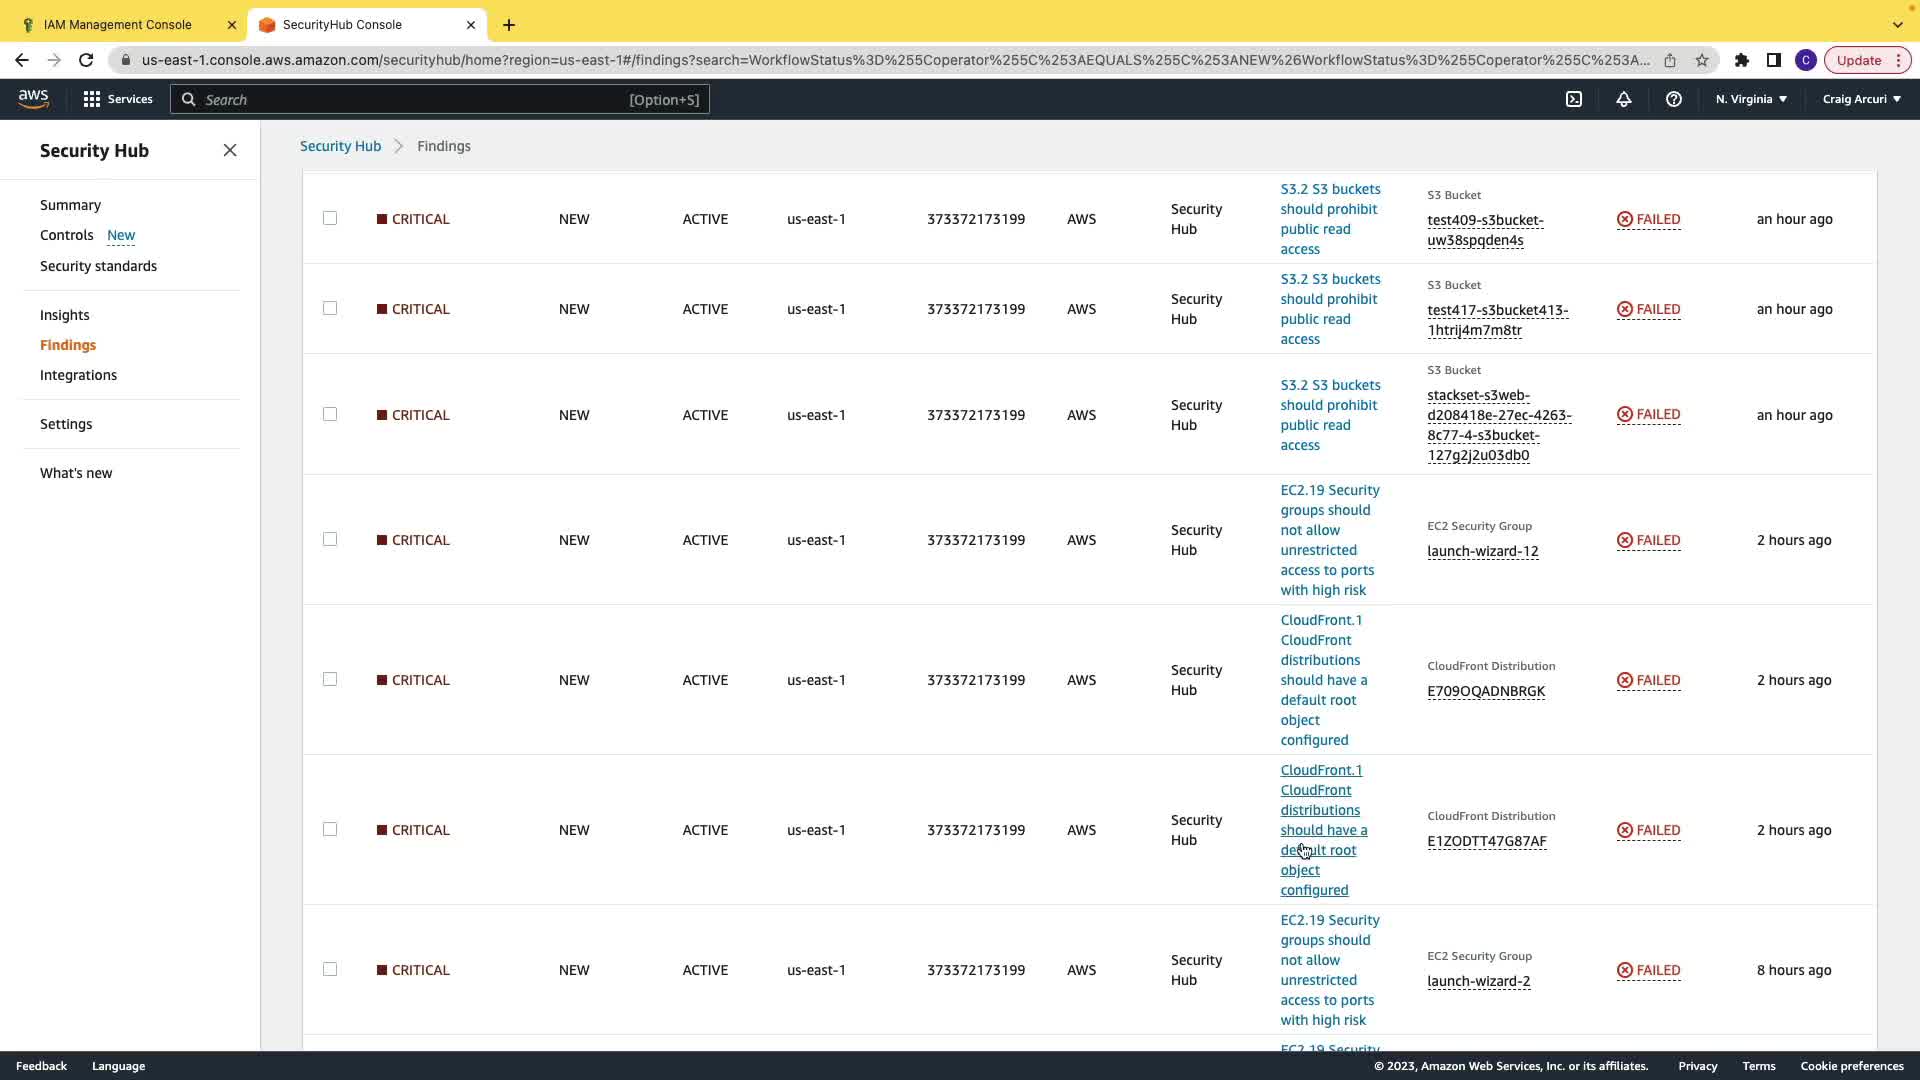 IAM Management Console
SecurityHub Console
us-east-1.console.aws.amazon.com/securityhub/home?region=us-east-1#/findings?search=WorkflowStatus%3D%255Coperator%255C%253AEQUALS%255C%253ANEW%26WorkflowStatus%3D%255Coperator%255C%253A...
C
Update
aws
Services
Search
[Option+S]
N. Virginia
Craig Arcuri
Security Hub
Summary
Controls New
Security standards
Insights
Findings
Integrations
Settings
What's new
Security Hub
Findings
CRITICAL
NEW
ACTIVE
us-east-1
373372173199
AWS
Security
Hub
S3.2 S3 buckets
should prohibit
public read
access
S3 Bucket
test409-s3bucket-
uw38spqden4s
FAILED
an hour ago
CRITICAL
NEW
ACTIVE
us-east-1
373372173199
AWS
Security
Hub
S3.2 S3 buckets
should prohibit
public read
access
S3 Bucket
test417-s3bucket413-
1htrij4m7m8tr
FAILED
an hour ago
CRITICAL
NEW
ACTIVE
us-east-1
373372173199
AWS
Security
Hub
S3.2 S3 buckets
should prohibit
public read
access
S3 Bucket
stackset-s3web-
d208418e-27ec-4263-
8c77-4-s3bucket-
127g2j2u03db0
FAILED
an hour ago
CRITICAL
NEW
ACTIVE
us-east-1
373372173199
AWS
Security
Hub
EC2.19 Security
groups should
not allow
unrestricted
access to ports
with high risk
EC2 Security Group
launch-wizard-12
FAILED
2 hours ago
CRITICAL
NEW
ACTIVE
us-east-1
373372173199
AWS
Security
Hub
CloudFront.1
CloudFront
distributions
should have a
default root
object
configured
CloudFront Distribution
E709OQADNBRGK
FAILED
2 hours ago
CRITICAL
NEW
ACTIVE
us-east-1
373372173199
AWS
Security
Hub
CloudFront.1
CloudFront
distributions
should have a
default root
object
configured
CloudFront Distribution
E1ZODTT47G87AF
FAILED
2 hours ago
CRITICAL
NEW
ACTIVE
us-east-1
373372173199
AWS
Security
Hub
EC2.19 Security
groups should
not allow
unrestricted
access to ports
with high risk
EC2 Security Group
launch-wizard-2
FAILED
8 hours ago
EC2.19 Security
Feedback
Language
© 2023, Amazon Web Services, Inc. or its affiliates.
Privacy
Terms
Cookie preferences